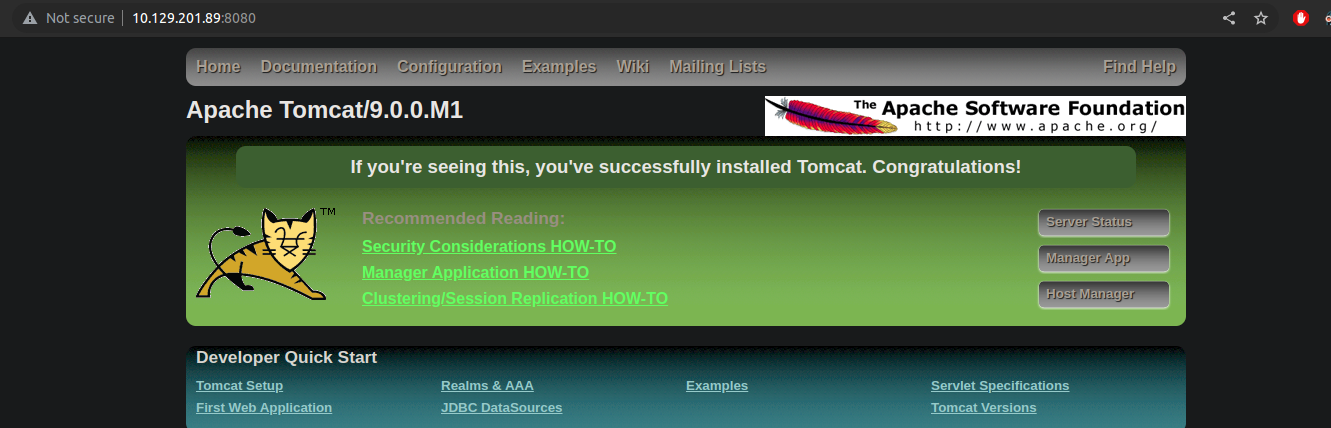 Not secure 10.129.201.89:8080
Home Documentation Configuration Examples Wiki Mailing Lists Find Help
Apache Tomcat/9.0.0.M1
The Apache Software Foundation
http://www.apache.org/
If you're seeing this, you've successfully installed Tomcat. Congratulations!
TM
Recommended Reading:
Security Considerations HOW-TO
Manager Application HOW-TO
Clustering/Session Replication HOW-TO
Server Status
Manager App
Host Manager
Developer Quick Start
Tomcat Setup Realms & AAA Examples Servlet Specifications
First Web Application JDBC DataSources Tomcat Versions